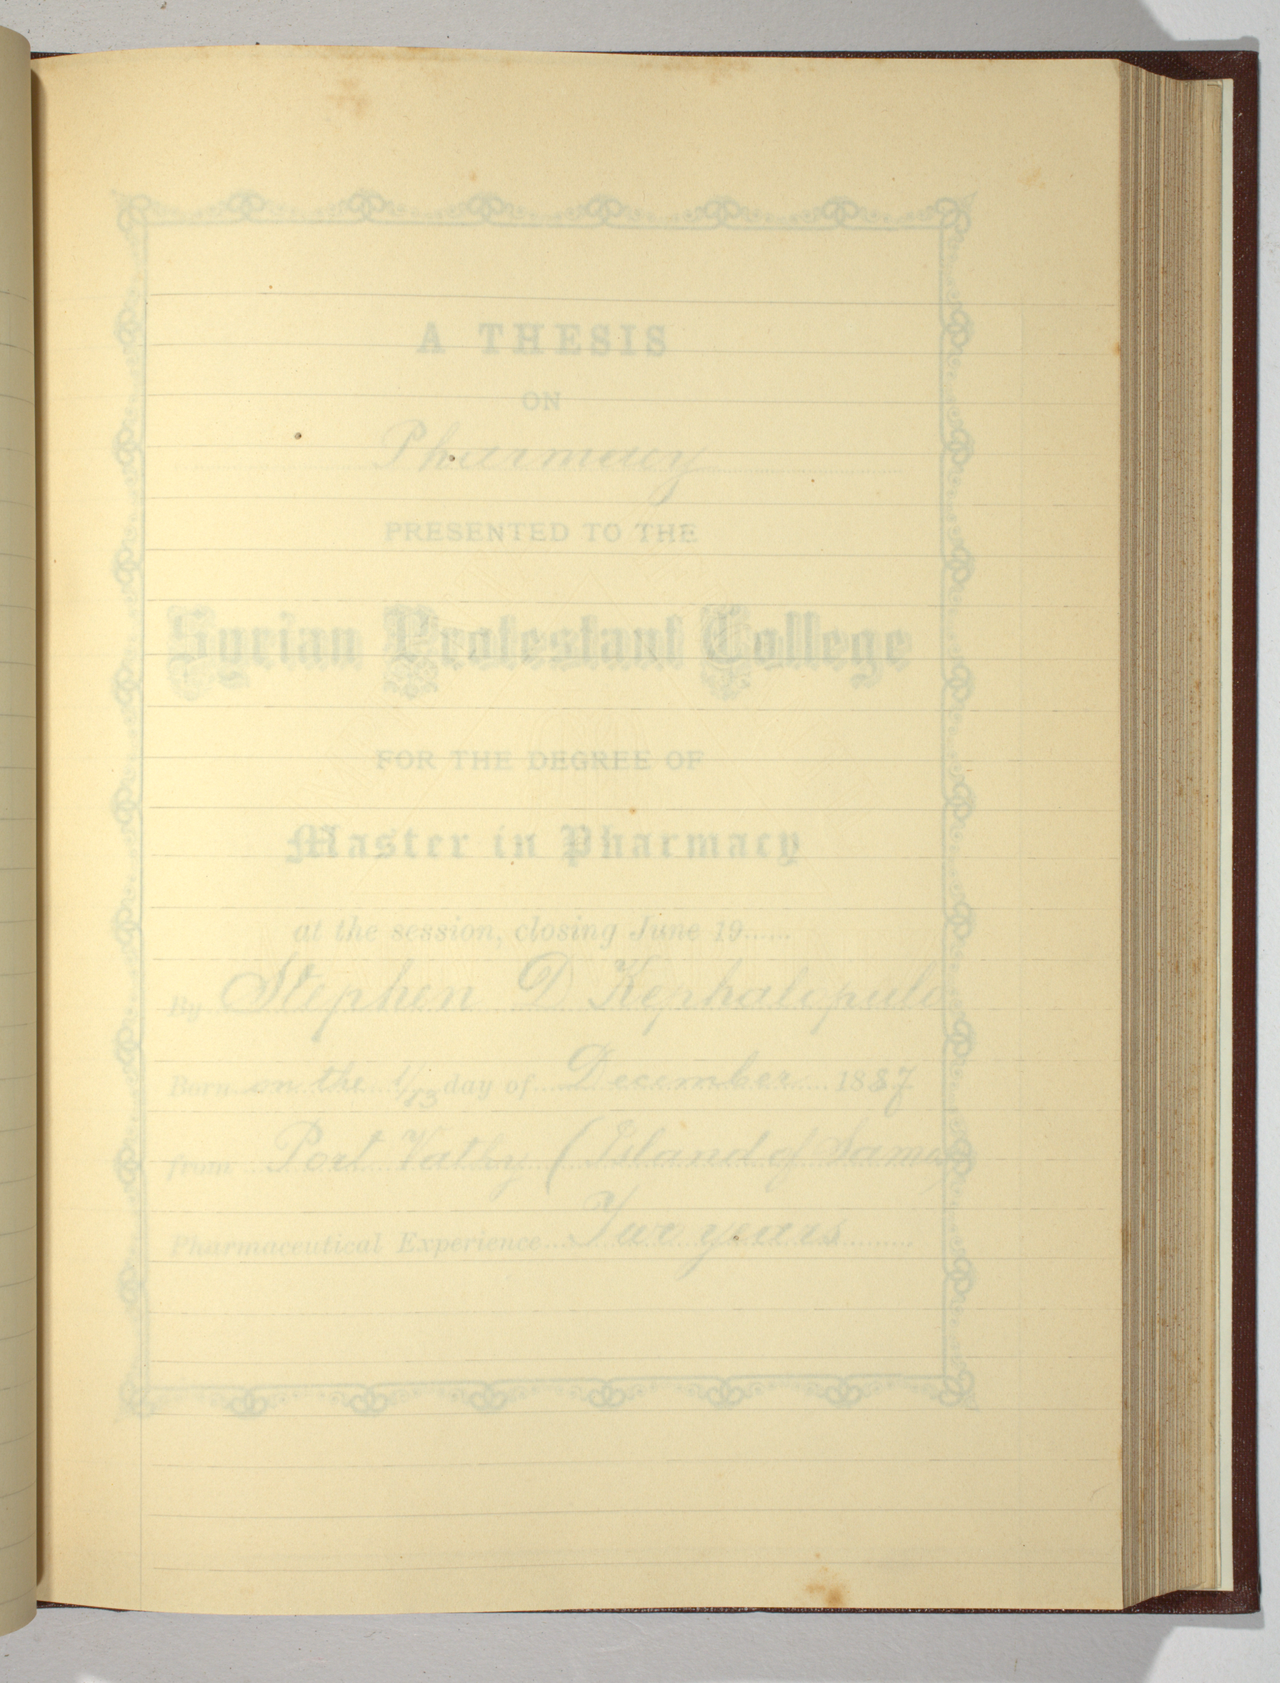 A THESIS
ON
Pharmacy
PRESENTED TO THE
Syrian Protestant College
FOR THE DEGREE OF
Master in Pharmacy
at the session, closing June 19......
By Stephen D Kephalopulo
Born on the 1/13 day of December 1887
from Port Vathy (Island of Samos)
Pharmaceutical Experience Two years